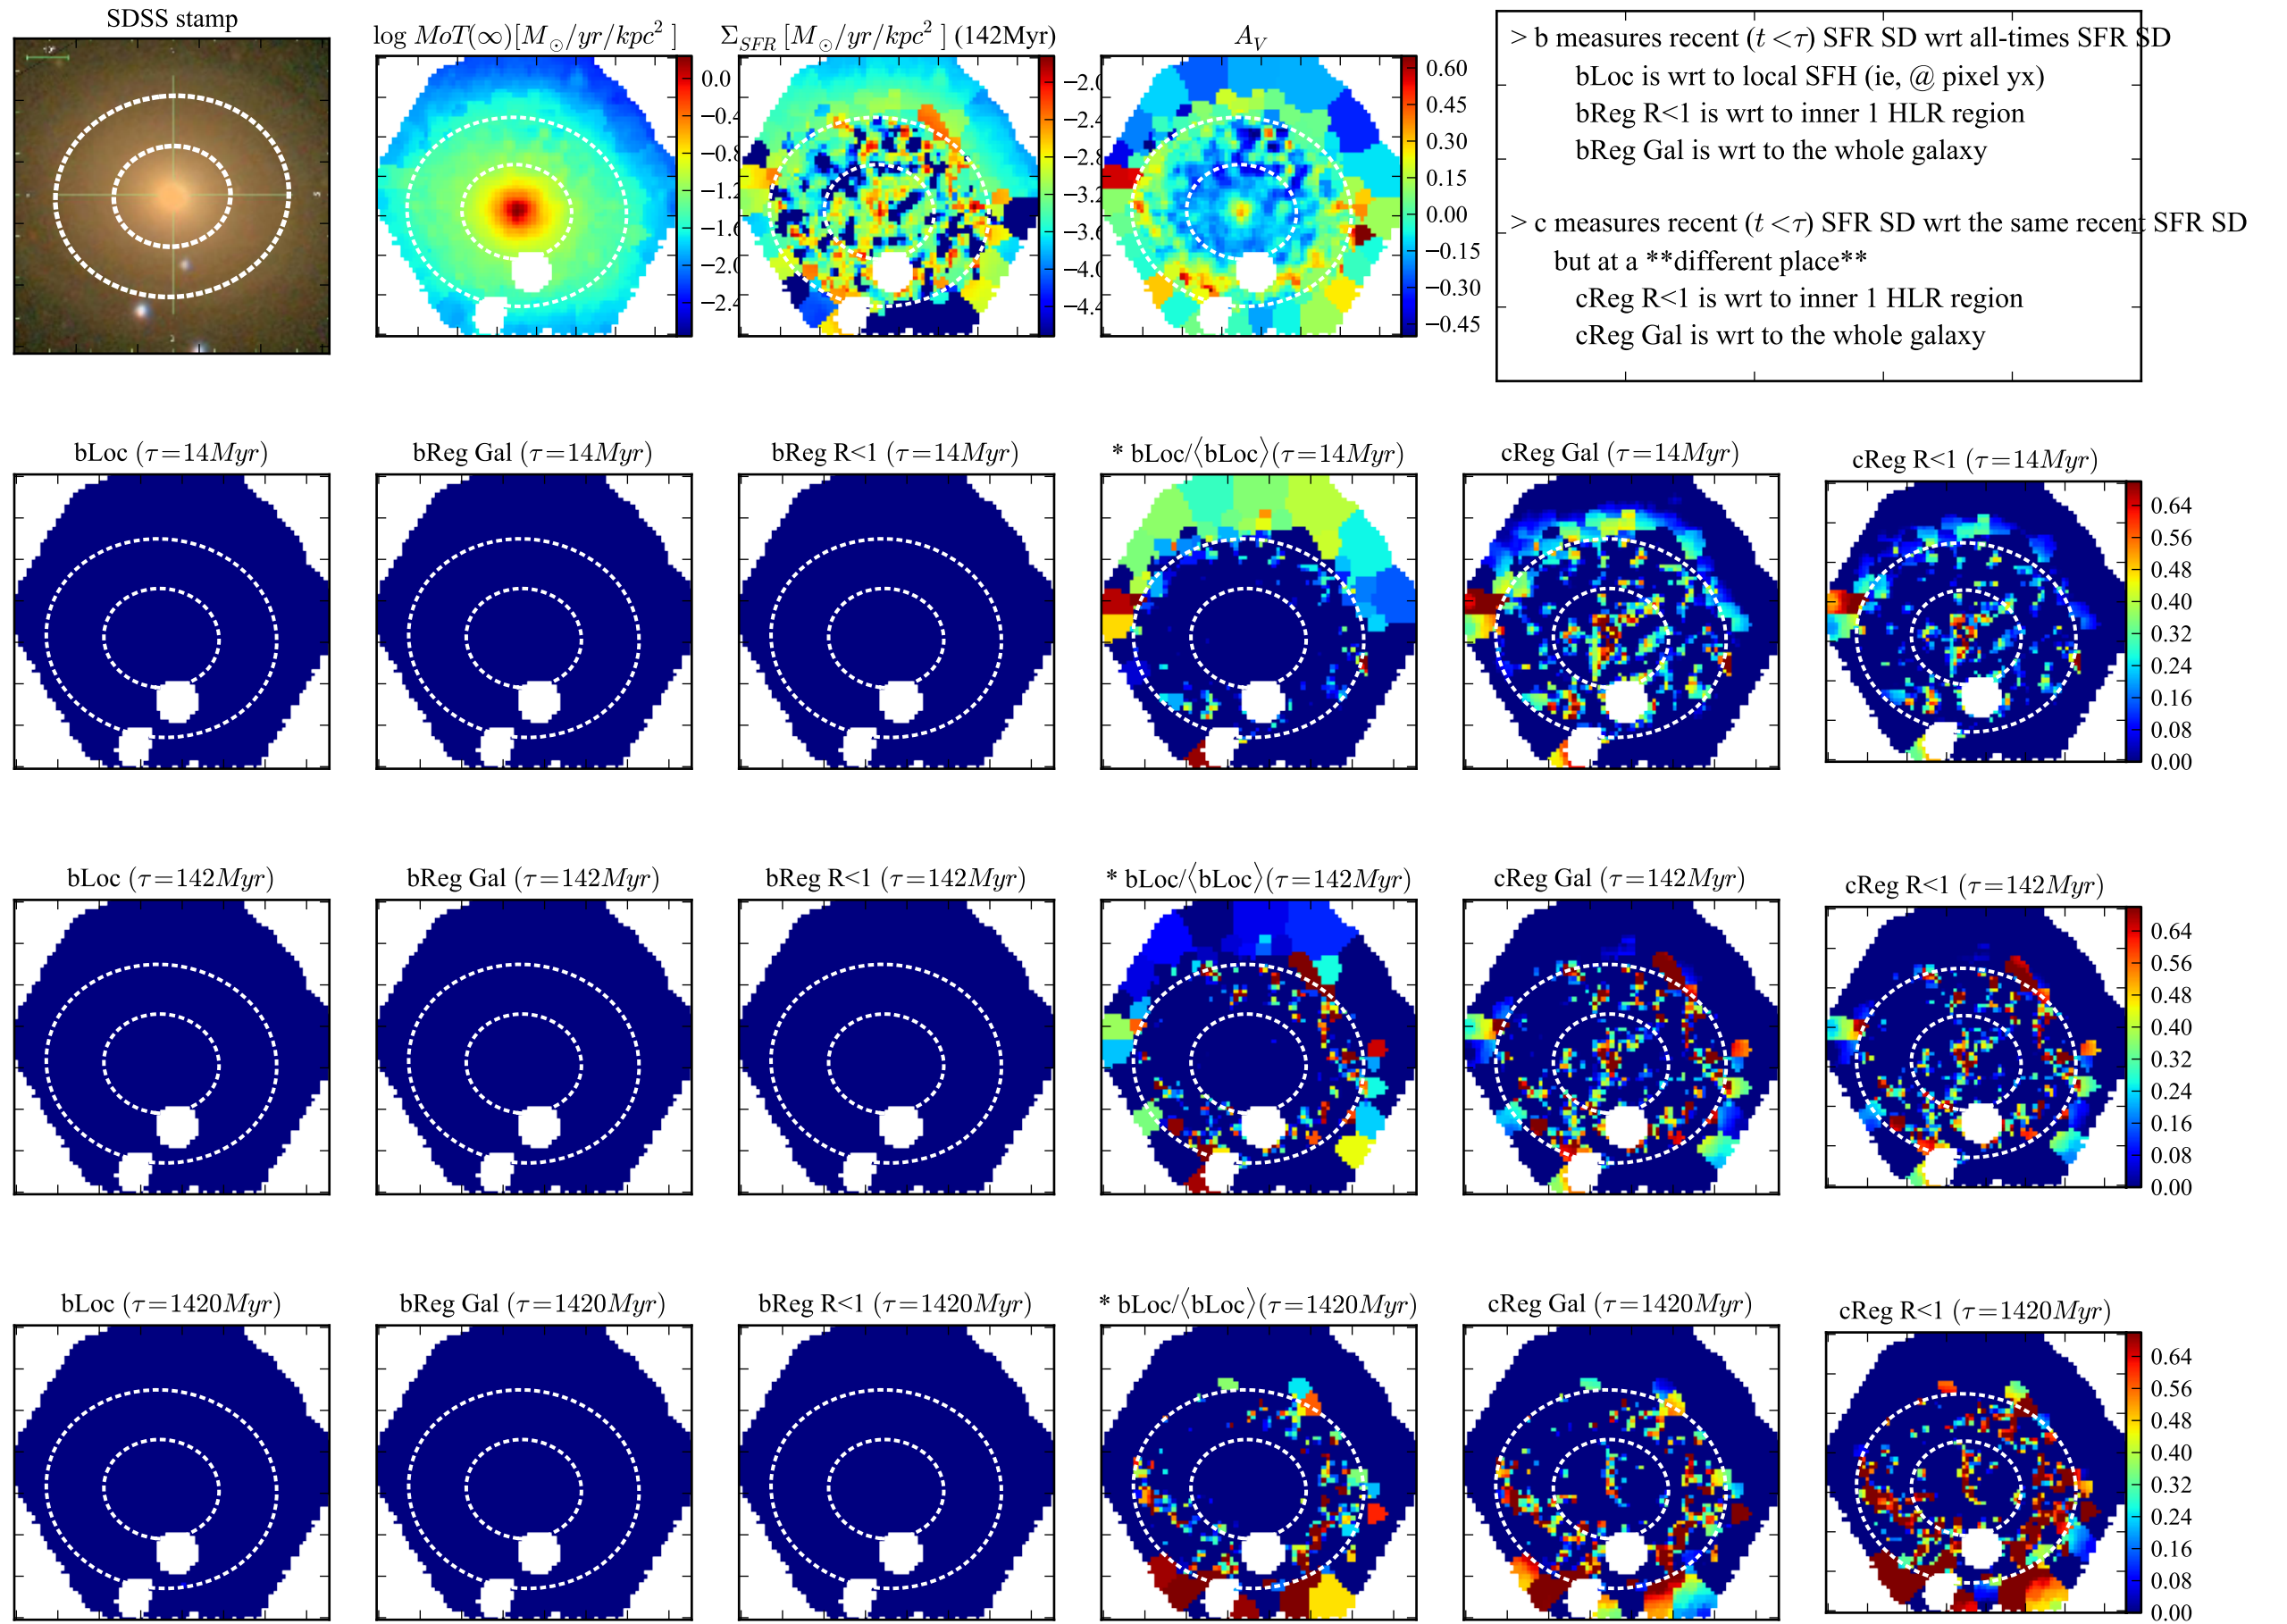 SDSS stamp
log MoT(∞)[M⊙/yr/kpc² ]
Σ_SFR [M⊙/yr/kpc² ] (142Myr)
A_V
0.0
−0.4
−0.8
−1.2
−1.6
−2.0
−2.4
−2.0
−2.4
−2.8
−3.2
−3.6
−4.0
−4.4
0.60
0.45
0.30
0.15
0.00
−0.15
−0.30
−0.45
> b measures recent (t <τ) SFR SD wrt all-times SFR SD
bLoc is wrt to local SFH (ie, @ pixel yx)
bReg R<1 is wrt to inner 1 HLR region
bReg Gal is wrt to the whole galaxy
> c measures recent (t <τ) SFR SD wrt the same recent SFR SD
but at a **different place**
cReg R<1 is wrt to inner 1 HLR region
cReg Gal is wrt to the whole galaxy
bLoc (τ=14Myr)
bReg Gal (τ=14Myr)
bReg R<1 (τ=14Myr)
* bLoc/⟨bLoc⟩(τ=14Myr)
cReg Gal (τ=14Myr)
cReg R<1 (τ=14Myr)
0.64
0.56
0.48
0.40
0.32
0.24
0.16
0.08
0.00
bLoc (τ=142Myr)
bReg Gal (τ=142Myr)
bReg R<1 (τ=142Myr)
* bLoc/⟨bLoc⟩(τ=142Myr)
cReg Gal (τ=142Myr)
cReg R<1 (τ=142Myr)
0.64
0.56
0.48
0.40
0.32
0.24
0.16
0.08
0.00
bLoc (τ=1420Myr)
bReg Gal (τ=1420Myr)
bReg R<1 (τ=1420Myr)
* bLoc/⟨bLoc⟩(τ=1420Myr)
cReg Gal (τ=1420Myr)
cReg R<1 (τ=1420Myr)
0.64
0.56
0.48
0.40
0.32
0.24
0.16
0.08
0.00